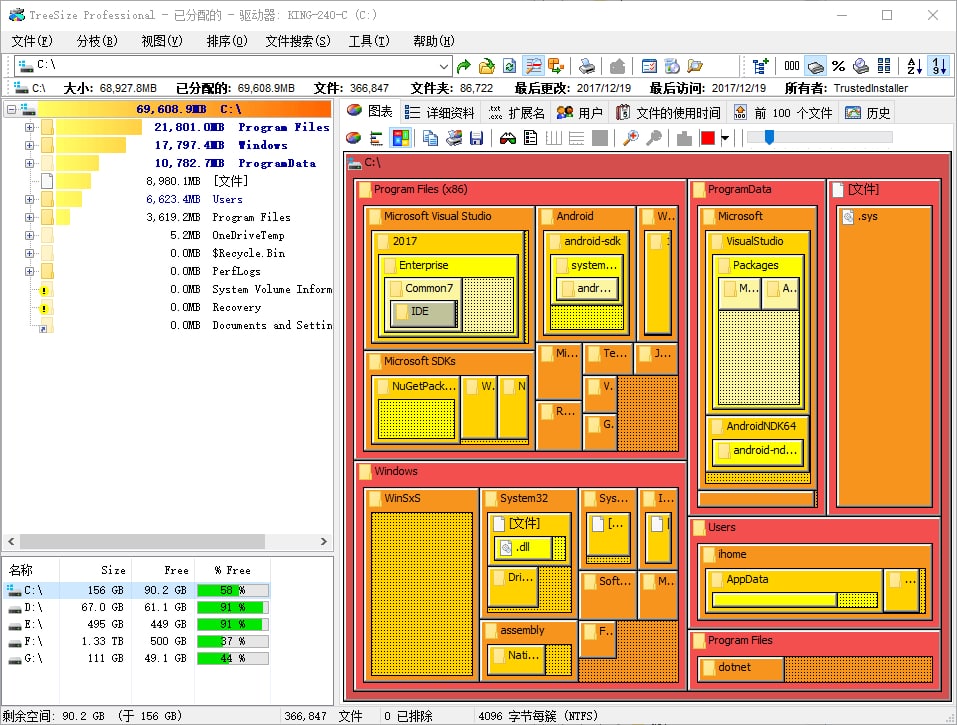 TreeSize Professional - 已分配的 - 驱动器: KING-240-C (C:)
文件(F) 分枝(B) 视图(V) 排序(O) 文件搜索(S) 工具(T) 帮助(H)
C:\
C:\ 大小: 68,927.8MB 已分配的: 69,608.9MB 文件: 366,847 文件夹: 86,722 最后更改: 2017/12/19 最后访问: 2017/12/19 所有者: TrustedInstaller
69,608.9MB C:\
21,801.0MB Program Files
17,797.4MB Windows
10,782.7MB ProgramData
8,980.1MB [文件]
6,623.4MB Users
3,619.2MB Program Files
5.2MB OneDriveTemp
0.0MB $Recycle.Bin
0.0MB PerfLogs
0.0MB System Volume Inform
0.0MB Recovery
0.0MB Documents and Settin
名称 Size Free % Free
C:\ 156 GB 90.2 GB 58 %
D:\ 67.0 GB 61.1 GB 91 %
E:\ 495 GB 449 GB 91 %
F:\ 1.33 TB 500 GB 37 %
G:\ 111 GB 49.1 GB 44 %
图表 详细资料 扩展名 用户 文件的使用时间 前 100 个文件 历史
C:\
Program Files (x86)
Microsoft Visual Studio
2017
Enterprise
Common7
IDE
Android
android-sdk
system...
andr...
W..
Microsoft SDKs
NuGetPack...
W.
N
Mi...
Te...
J...
R...
V.
G.
Windows
WinSxS
System32
[文件]
.dll
Dri...
assembly
Nati...
Sys...
[...
I...
[
Soft...
M..
F..
ProgramData
Microsoft
VisualStudio
Packages
M...
A..
AndroidNDK64
android-nd...
[文件]
.sys
Users
ihome
AppData
...
Program Files
dotnet
剩余空间: 90.2 GB (于 156 GB) 366,847 文件 0 已排除 4096 字节每簇 (NTFS)